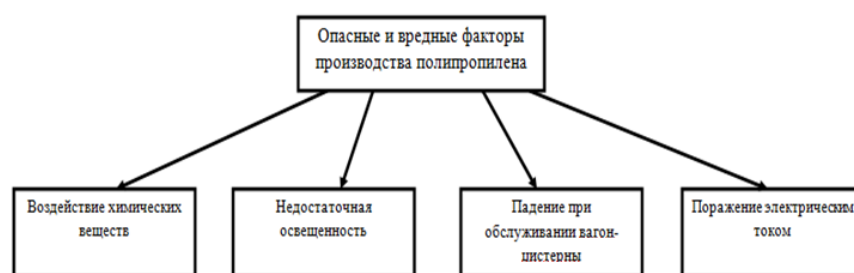 Опасные и вредные факторы
производства полипропилена
Воздействие химических
веществ
Недостаточная
освещенность
Падение при
обслуживании вагон-
цистерны
Поражение электрическим
током